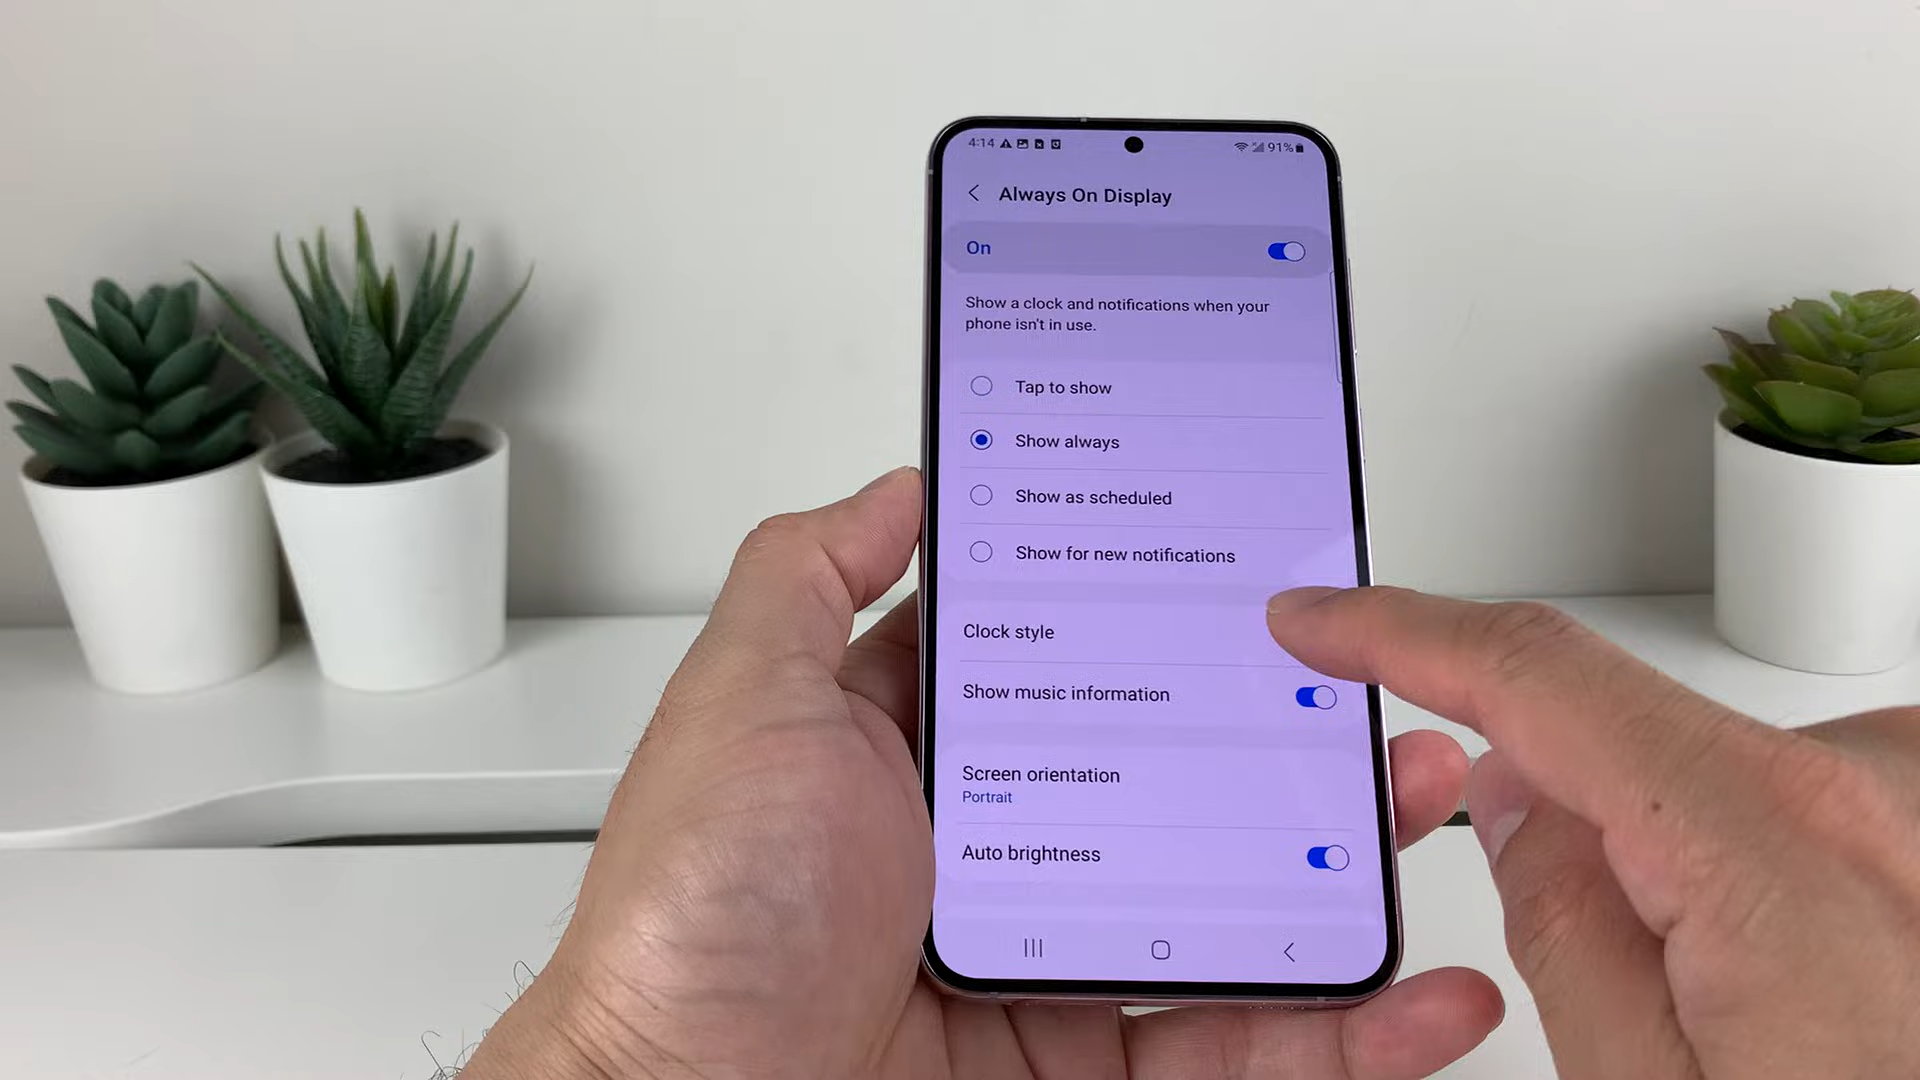 4:14
91%
Always On Display
On
Show a clock and notifications when your
phone isn't in use.
Tap to show
Show always
Show as scheduled
Show for new notifications
Clock style
Show music information
Screen orientation
Portrait
Auto brightness